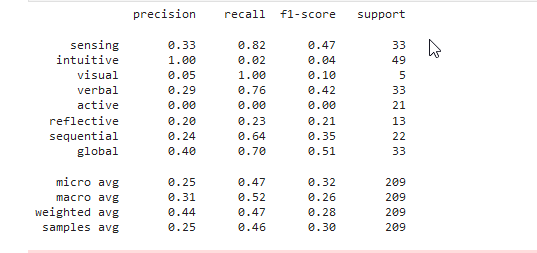 precision recall f1-score support
sensing 0.33 0.82 0.47 33
intuitive 1.00 0.02 0.04 49
visual 0.05 1.00 0.10 5
verbal 0.29 0.76 0.42 33
active 0.00 0.00 0.00 21
reflective 0.20 0.23 0.21 13
sequential 0.24 0.64 0.35 22
global 0.40 0.70 0.51 33
micro avg 0.25 0.47 0.32 209
macro avg 0.31 0.52 0.26 209
weighted avg 0.44 0.47 0.28 209
samples avg 0.25 0.46 0.30 209